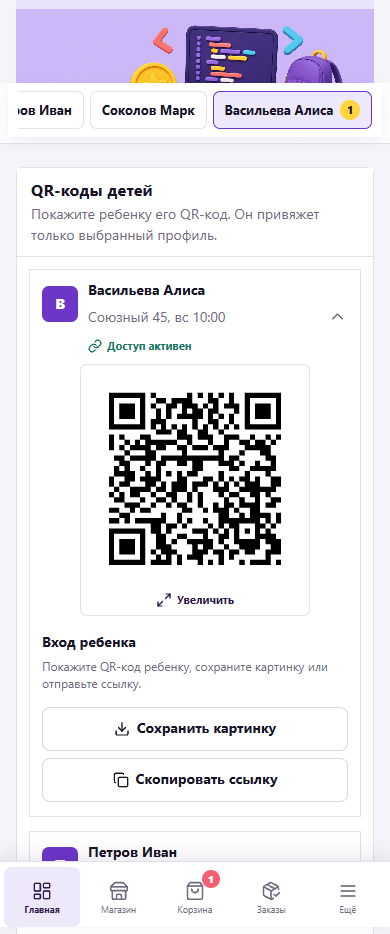 ров Иван
Соколов Марк
Васильева Алиса 1
QR-коды детей
Покажите ребенку его QR-код. Он привяжет
только выбранный профиль.
В
Васильева Алиса
Союзный 45, вс 10:00
Доступ активен
Увеличить
Вход ребенка
Покажите QR-код ребенку, сохраните картинку или
отправьте ссылку.
Сохранить картинку
Скопировать ссылку
Петров Иван
1
Главная
Магазин
Корзина
Заказы
Ещё